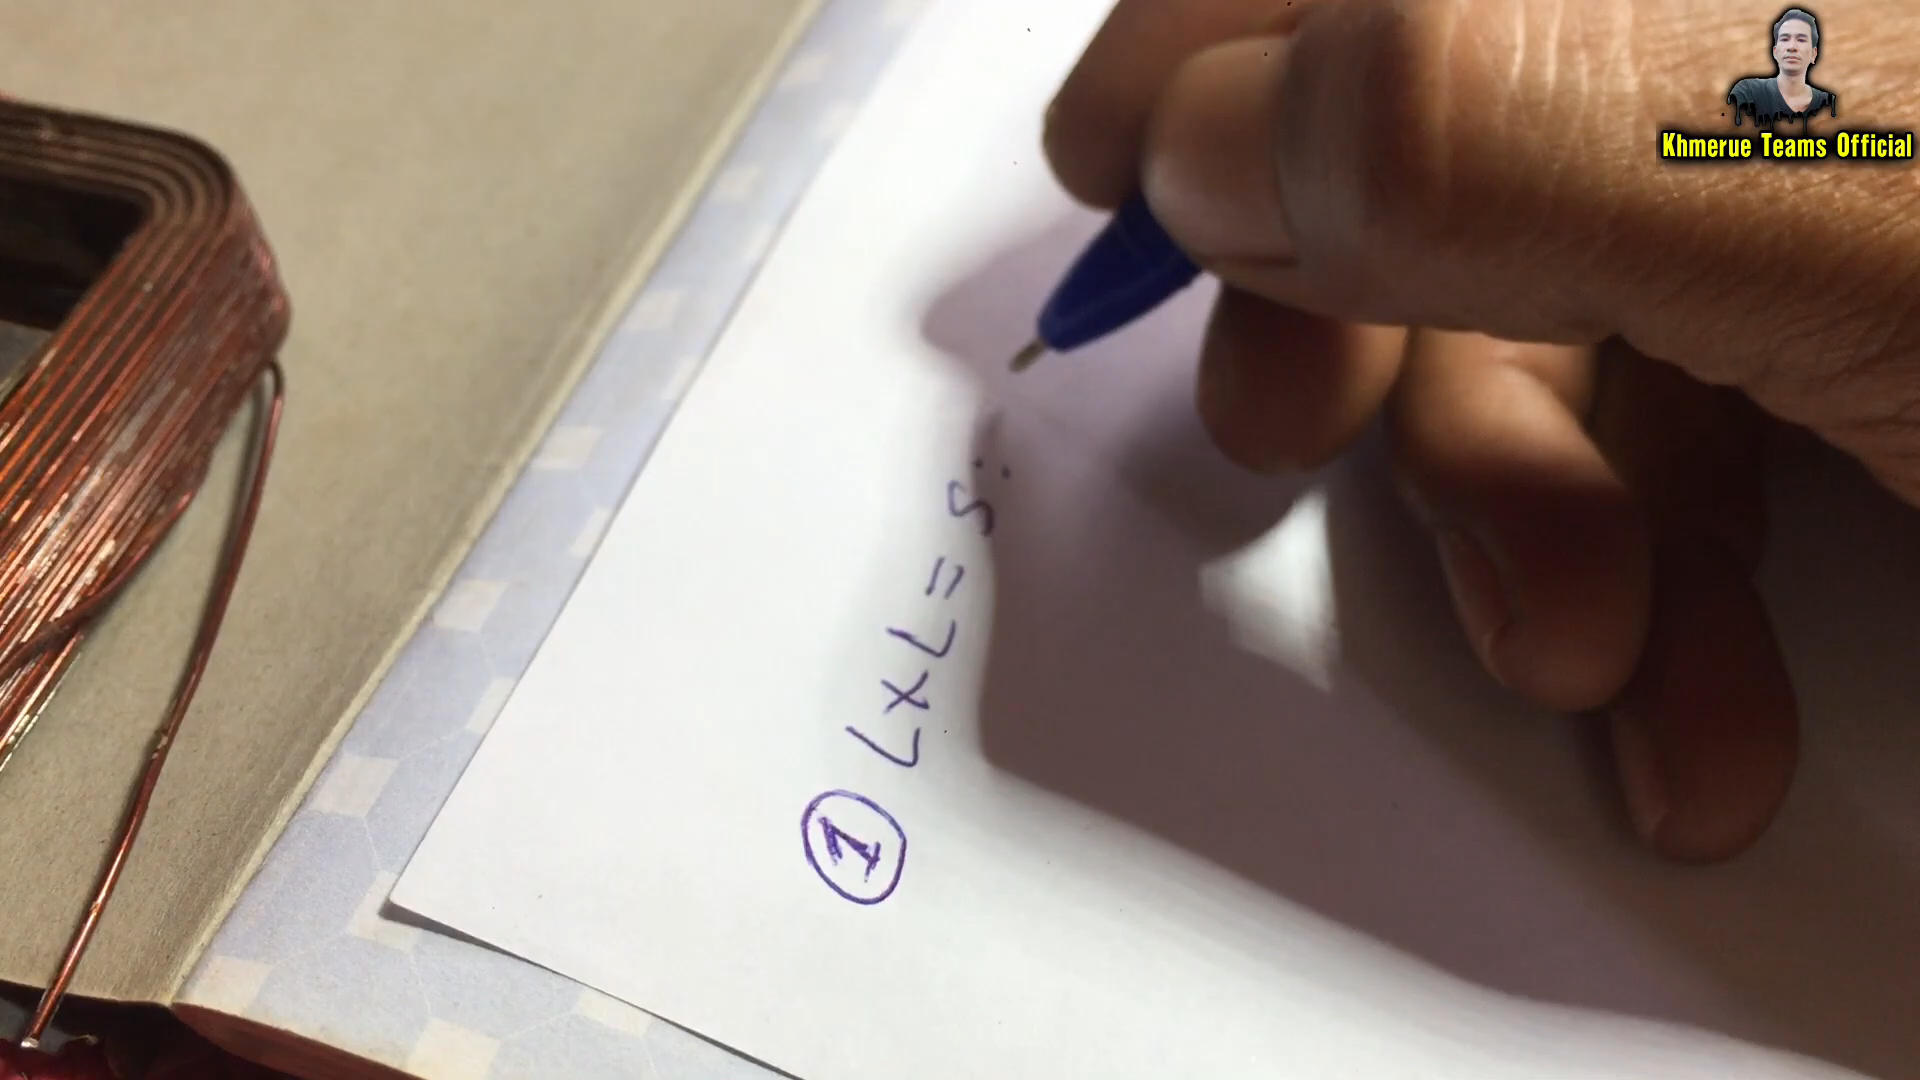 ① L x L = S:
Khmerue Teams Official